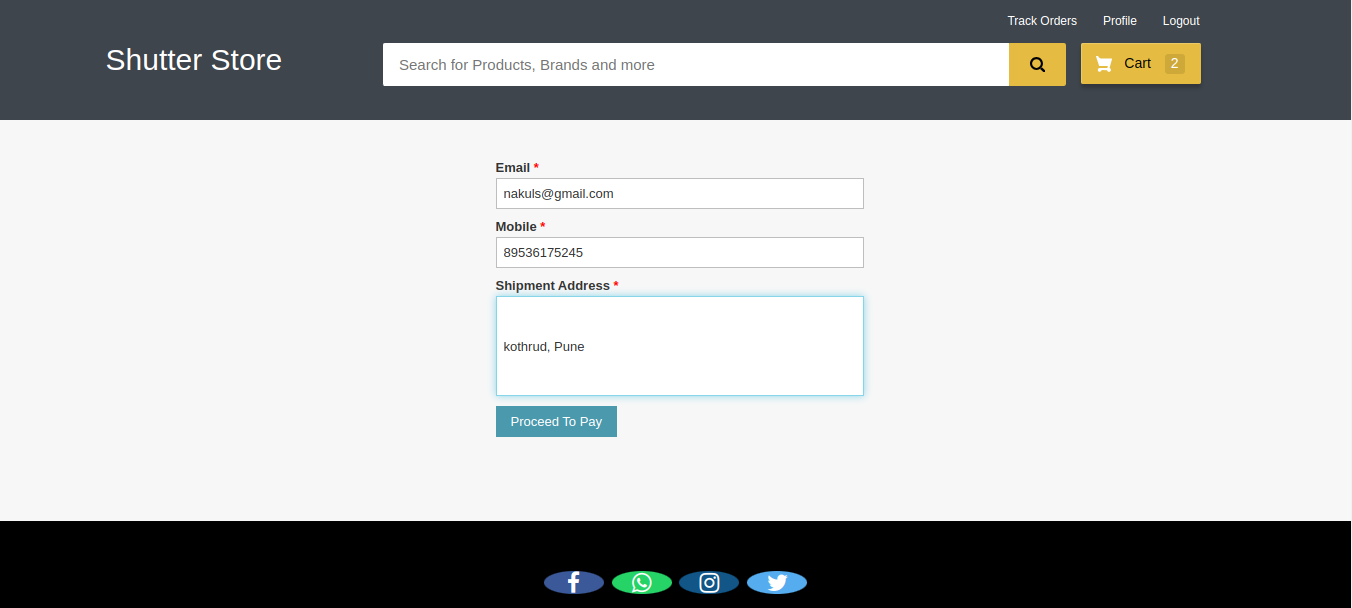 Track Orders Profile Logout
Shutter Store
Search for Products, Brands and more
Cart 2
Email *
nakuls@gmail.com
Mobile *
89536175245
Shipment Address *
kothrud, Pune
Proceed To Pay